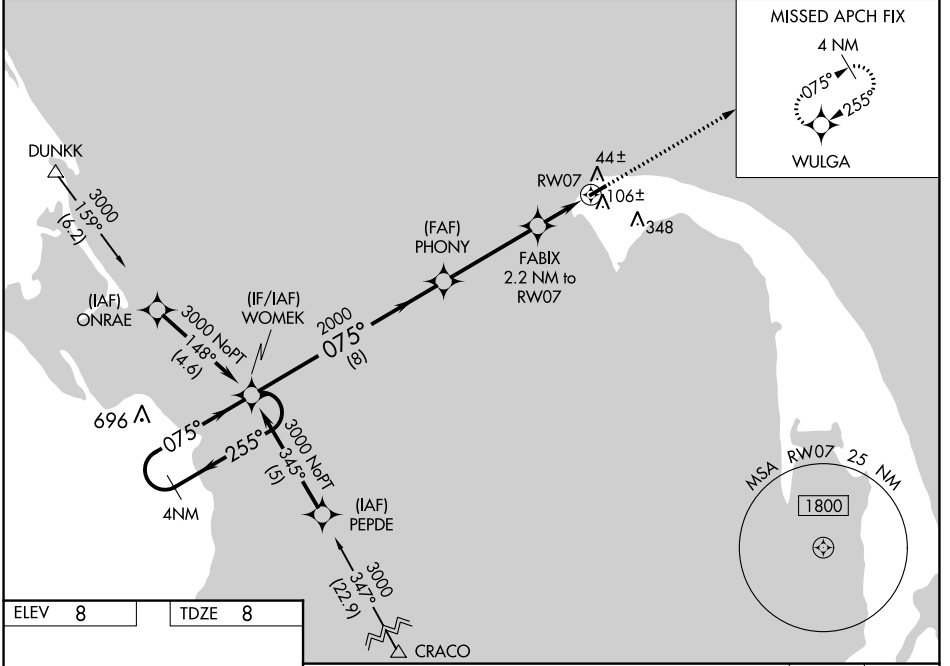 MISSED APCH FIX
4 NM
075°
255°
WULGA
DUNKK
3000
159°
(6.2)
(IAF)
ONRAE
3000 NoPT
148°
(4.6)
(IF/IAF)
WOMEK
2000
075°
(8)
(FAF)
PHONY
FABIX
2.2 NM to
RW07
RW07
44±
106±
348
696
075°
255°
4NM
3000 NoPT
345°
(5)
(IAF)
PEPDE
3000
347°
(22.9)
CRACO
MSA RW07 25 NM
1800
ELEV 8
TDZE 8